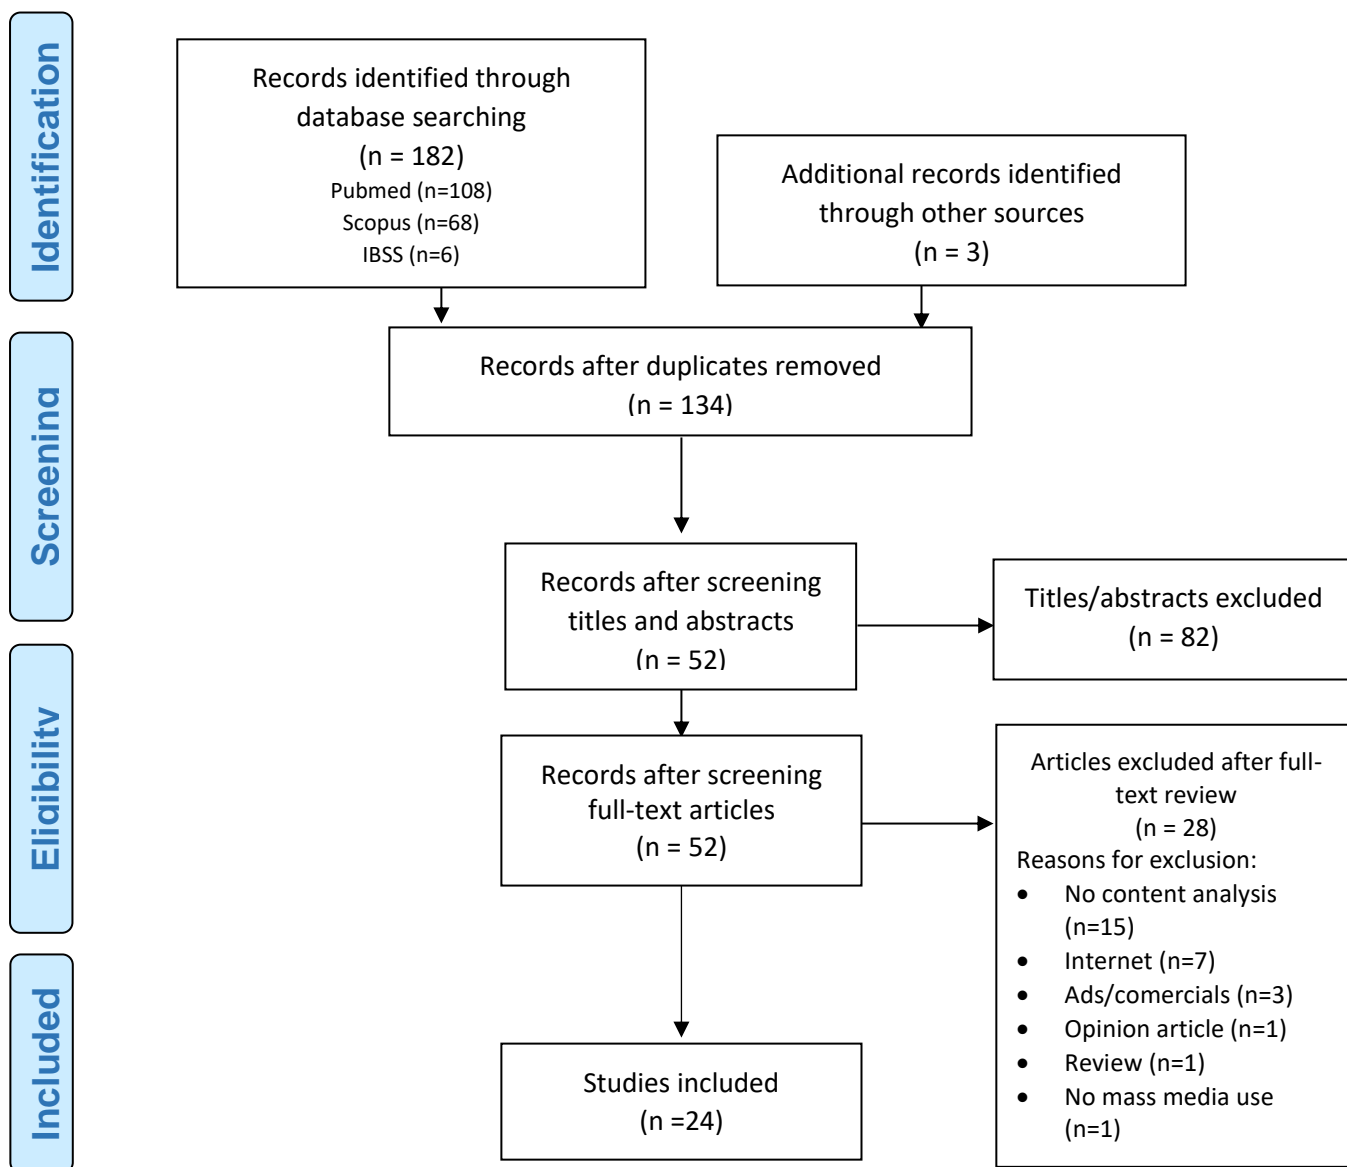 Identification
Records identified through
database searching
(n = 182)
Pubmed (n=108)
Scopus (n=68)
IBSS (n=6)
Additional records identified
through other sources
(n = 3)
Screening
Records after duplicates removed
(n = 134)
Records after screening
titles and abstracts
(n = 52)
Titles/abstracts excluded
(n = 82)
Eligibility
Records after screening
full-text articles
(n = 52)
Articles excluded after full-
text review
(n = 28)
Reasons for exclusion:
• No content analysis
(n=15)
• Internet (n=7)
• Ads/comercials (n=3)
• Opinion article (n=1)
• Review (n=1)
• No mass media use
(n=1)
Included
Studies included
(n =24)